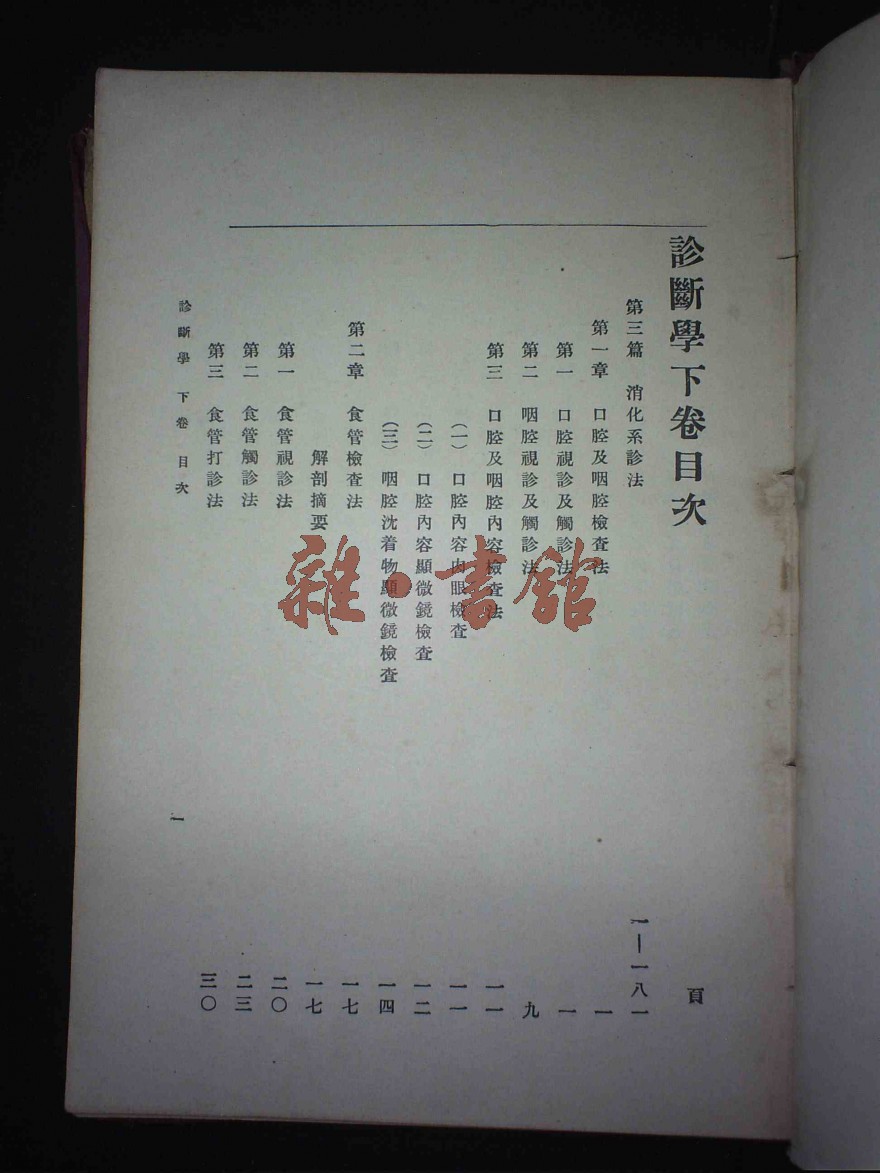 診斷學下卷目次
頁
第三篇 消化系診法 一—一八一
第一章 口腔及咽腔檢查法 一
第一 口腔視診及觸診法 一
第二 咽腔視診及觸診法 九
第三 口腔及咽腔內容檢查法 一一
(一) 口腔內容肉眼檢查 一一
(二) 口腔內容顯微鏡檢查 一二
(三) 咽腔沈着物顯微鏡檢查 一四
第二章 食管檢查法 一七
解剖摘要 一七
第一 食管視診法 二〇
第二 食管觸診法 二三
第三 食管打診法 三〇
診斷學 下卷 目次
一
雜·書館